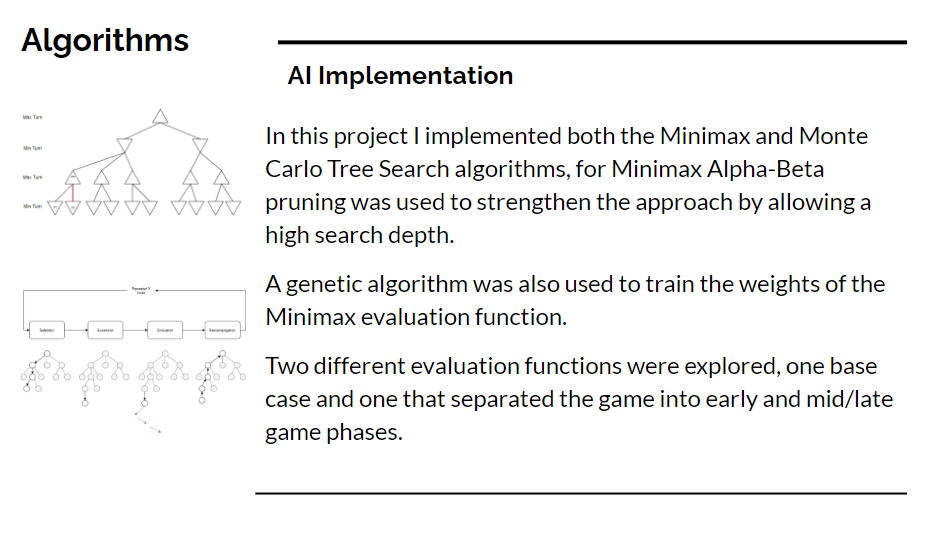 Algorithms
AI Implementation
Max Turn
Min Turn
Max Turn
Min Turn
In this project I implemented both the Minimax and Monte
Carlo Tree Search algorithms, for Minimax Alpha-Beta
pruning was used to strengthen the approach by allowing a
high search depth.
A genetic algorithm was also used to train the weights of the
Minimax evaluation function.
Two different evaluation functions were explored, one base
case and one that separated the game into early and mid/late
game phases.
Selection
Expansion
Simulation
Backpropagation